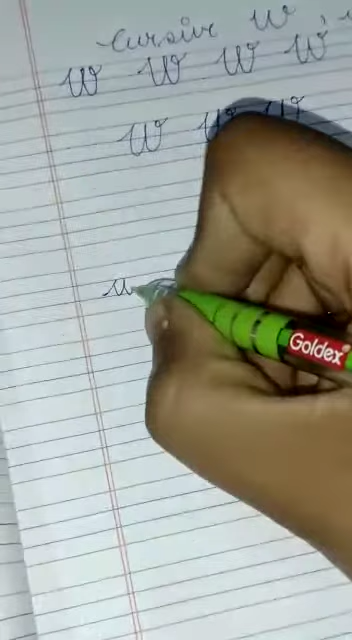 cursive w
w w w w
w w w
Goldex